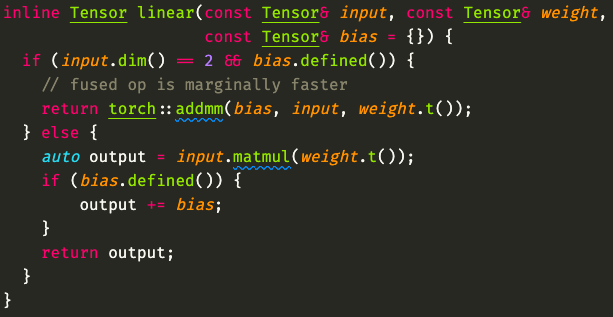 inline Tensor linear(const Tensor& input, const Tensor& weight,
                     const Tensor& bias = {}) {
  if (input.dim() == 2 && bias.defined()) {
    // fused op is marginally faster
    return torch::addmm(bias, input, weight.t());
  } else {
    auto output = input.matmul(weight.t());
    if (bias.defined()) {
        output += bias;
    }
    return output;
  }
}